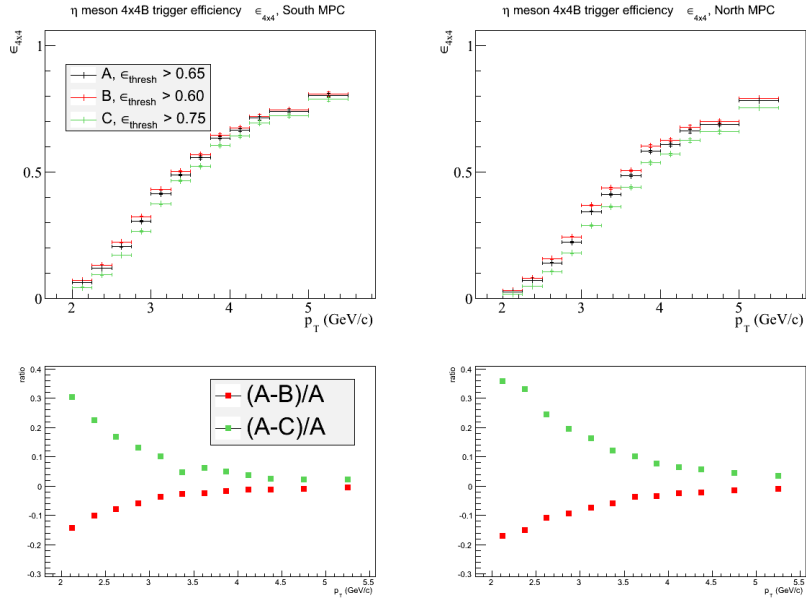 η meson 4x4B trigger efficiency ϵ4x4, South MPC
ϵ4x4
1
0.5
0
A, ϵthresh > 0.65
B, ϵthresh > 0.60
C, ϵthresh > 0.75
2 3 4 5
pT (GeV/c)
η meson 4x4B trigger efficiency ϵ4x4, North MPC
ϵ4x4
1
0.5
0
2 3 4 5
pT (GeV/c)
ratio
0.4
0.3
0.2
0.1
0
-0.1
-0.2
-0.3
(A-B)/A
(A-C)/A
2 2.5 3 3.5 4 4.5 5 5.5
pT (GeV/c)
ratio
0.4
0.3
0.2
0.1
0
-0.1
-0.2
-0.3
2 2.5 3 3.5 4 4.5 5 5.5
pT (GeV/c)